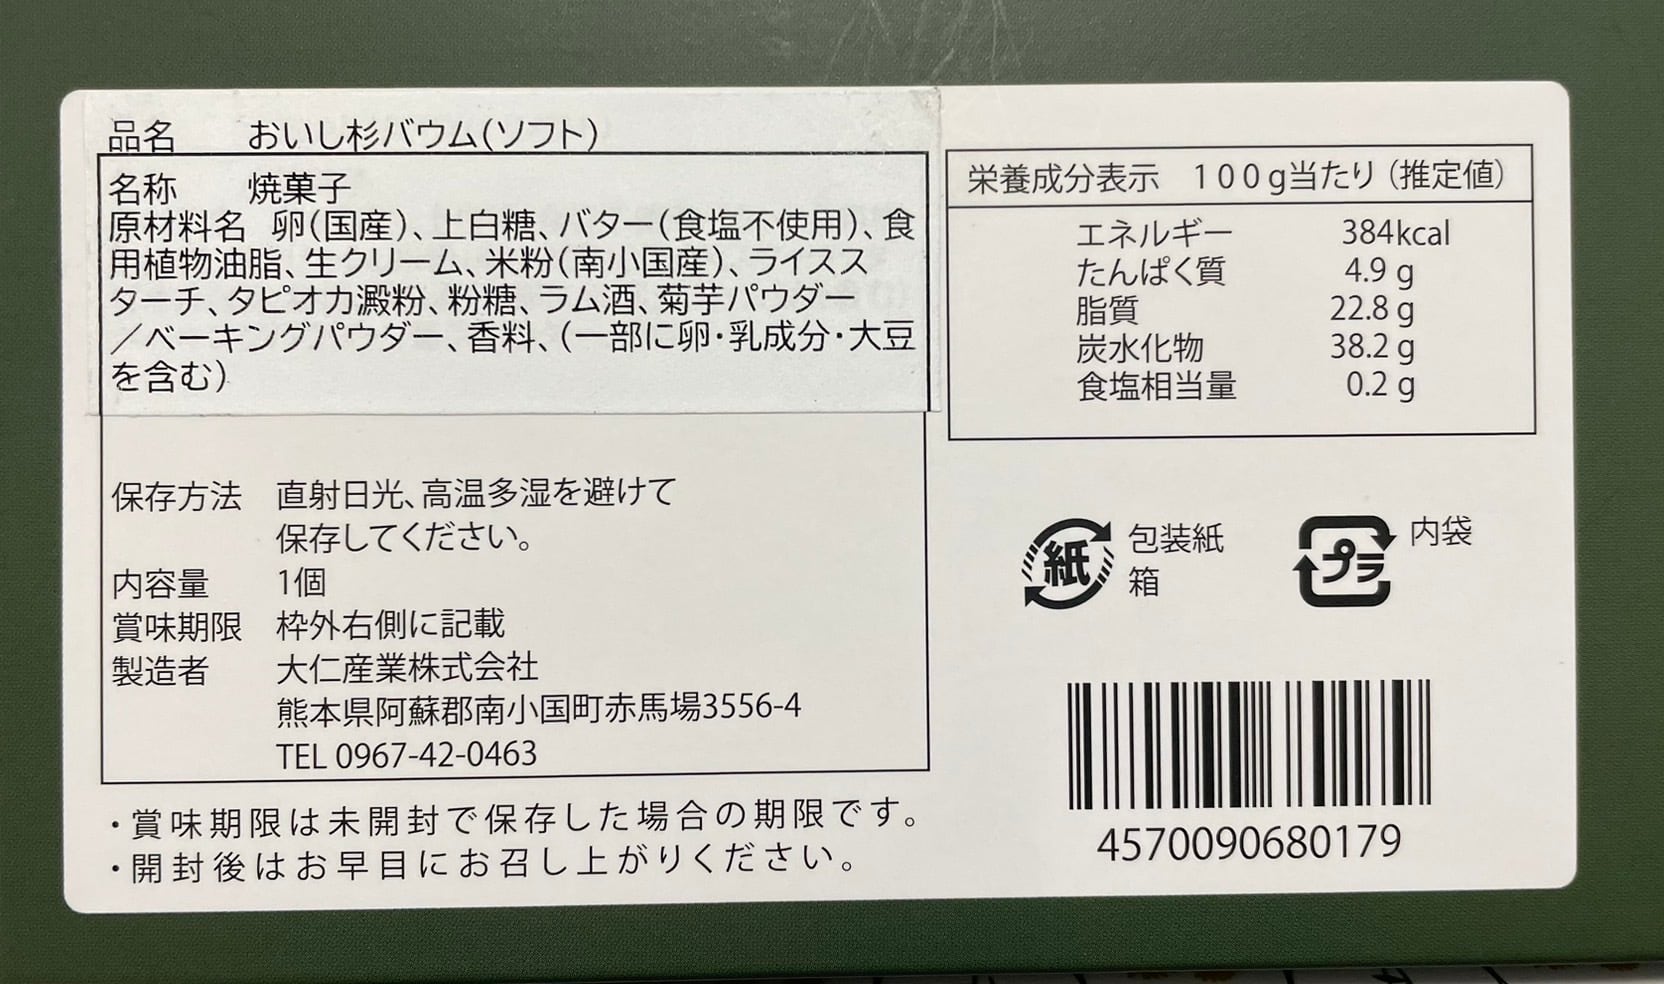 品名 おいし杉バウム(ソフト)
名称 焼菓子
原材料名 卵(国産)、上白糖、バター(食塩不使用)、食
用植物油脂、生クリーム、米粉(南小国産)、ライスス
ターチ、タピオカ澱粉、粉糖、ラム酒、菊芋パウダー
/ベーキングパウダー、香料、(一部に卵・乳成分・大豆
を含む)
保存方法 直射日光、高温多湿を避けて
保存してください。
内容量 1個
賞味期限 枠外右側に記載
製造者 大仁産業株式会社
熊本県阿蘇郡南小国町赤馬場3556-4
TEL 0967-42-0463
・賞味期限は未開封で保存した場合の期限です。
・開封後はお早目にお召し上がりください。
栄養成分表示 100g当たり(推定値)
エネルギー 384kcal
たんぱく質 4.9g
脂質 22.8g
炭水化物 38.2g
食塩相当量 0.2g
紙 包装紙
箱
プラ 内袋
4570090680179